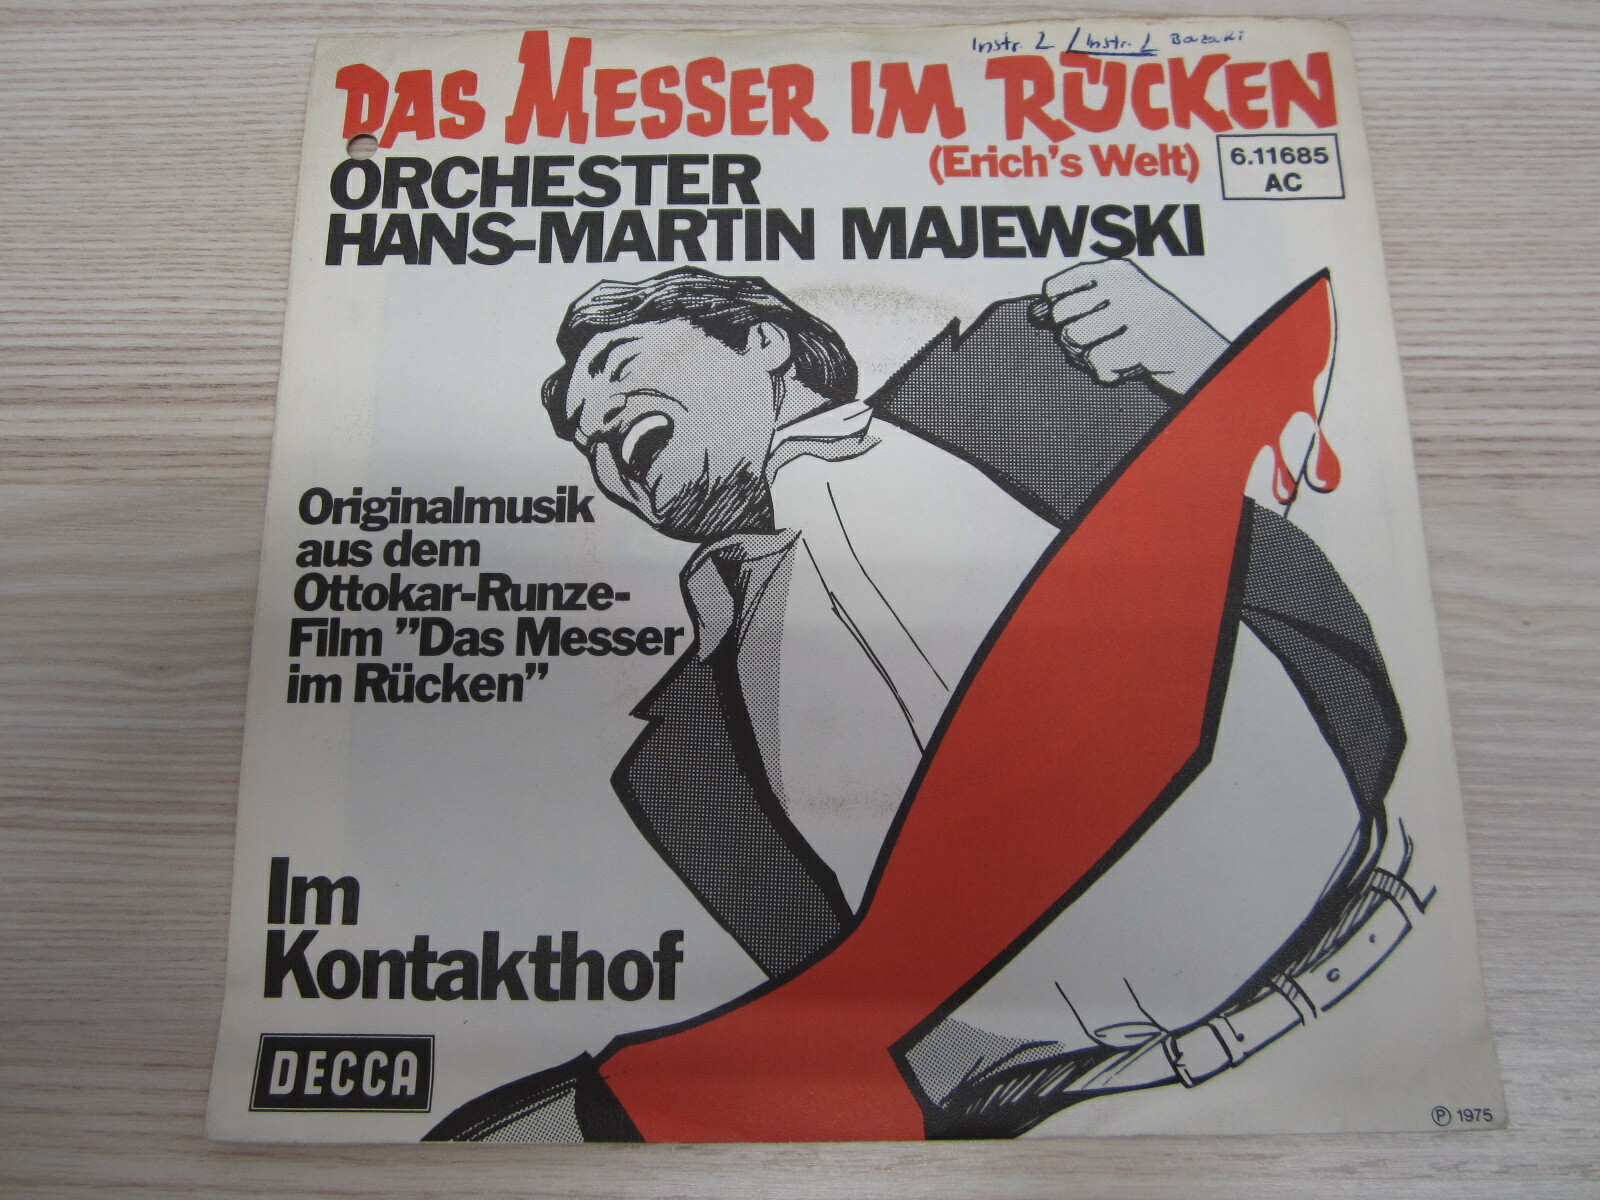 Instr. 2 / Instr. 1 Bazuki
DAS MESSER IM RÜCKEN
(Erich's Welt)
6.11685
AC
ORCHESTER
HANS-MARTIN MAJEWSKI
Originalmusik
aus dem
Ottokar-Runze-
Film "Das Messer
im Rücken"
Im
Kontakthof
DECCA
Ⓟ 1975